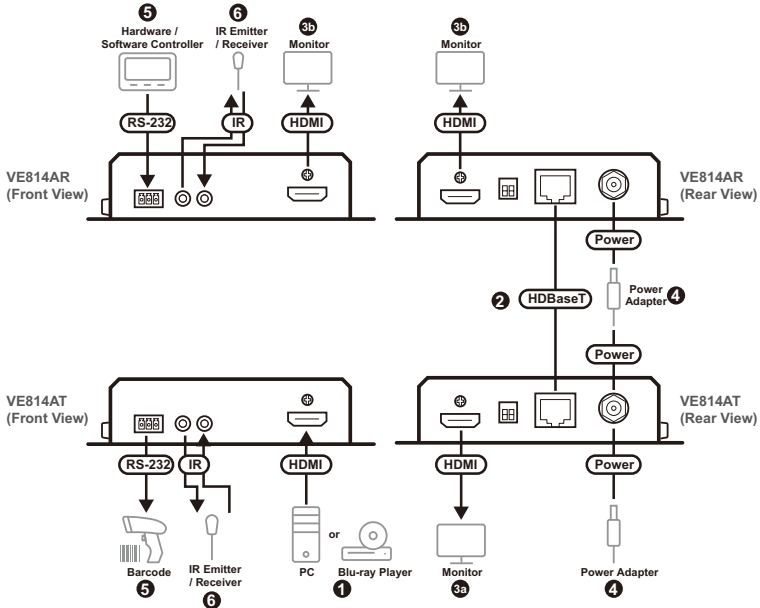 5
Hardware /
Software Controller
6
IR Emitter
/ Receiver
3b
Monitor
3b
Monitor
RS-232
IR
HDMI
HDMI
VE814AR
(Front View)
VE814AR
(Rear View)
Power
2
HDBaseT
Power
Adapter 4
Power
VE814AT
(Front View)
VE814AT
(Rear View)
RS-232
IR
HDMI
HDMI
Power
or
Barcode
5
IR Emitter
/ Receiver
6
PC
1
Blu-ray Player
Monitor
3a
Power Adapter
4